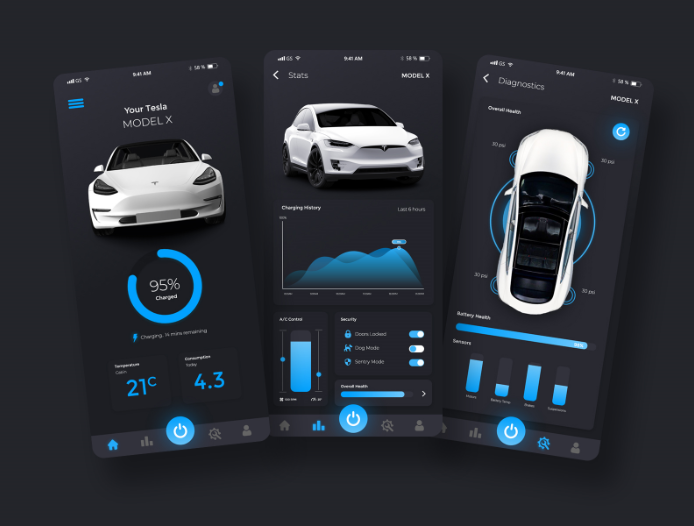 GS
9:41 AM
58 %
Your Tesla
MODEL X
95%
Charged
Charging, 14 mins remaining
Temperature
Cabin
21C
Consumption
Today
4.3
GS
9:41 AM
58 %
Stats
MODEL X
Charging History
Last 6 hours
A/C Control
Security
Doors Locked
Dog Mode
Sentry Mode
Overall Health
GS
9:41 AM
58 %
Diagnostics
MODEL X
Overall Health
30 psi
30 psi
30 psi
30 psi
Battery Health
Sensors